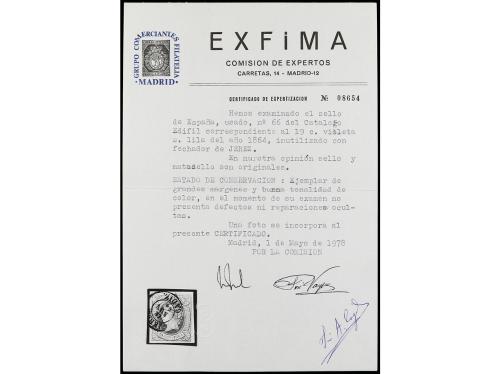 GRUPO COMERCIANTES FILATELIA
MADRID
EXFiMA
COMISION DE EXPERTOS
CARRETAS, 14 - MADRID-12
CERTIFICADO DE EXPERTIZACION № 08654
Hemos examinado el sello
de España, usado, nº 66 del Catalogo
Edifil correspondiente al 19 c. violeta
s. lila del año 1864, inutilizado con
fechador de JEREZ.
En nuestra opinión sello y
matasello son originales.
ESTADO DE CONSERVACION : Ejemplar de
grandes margenes y buena tonalidad de
color, en el momento de su examen no
presenta defectos ni reparaciones ocul-
tas.
Una foto se incorpora al
presente CERTIFICADO.
Madrid, 1 de Mayo de 1978
POR LA COMISION